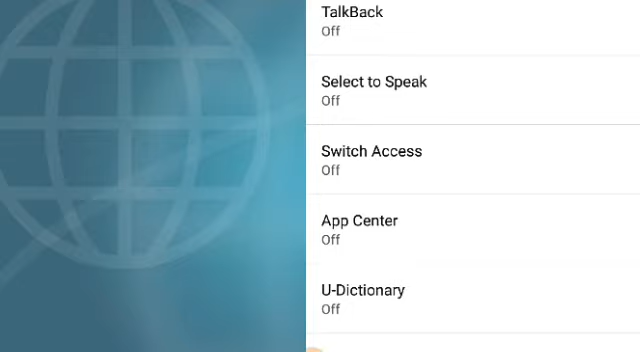 TalkBack
Off
Select to Speak
Off
Switch Access
Off
App Center
Off
U-Dictionary
Off